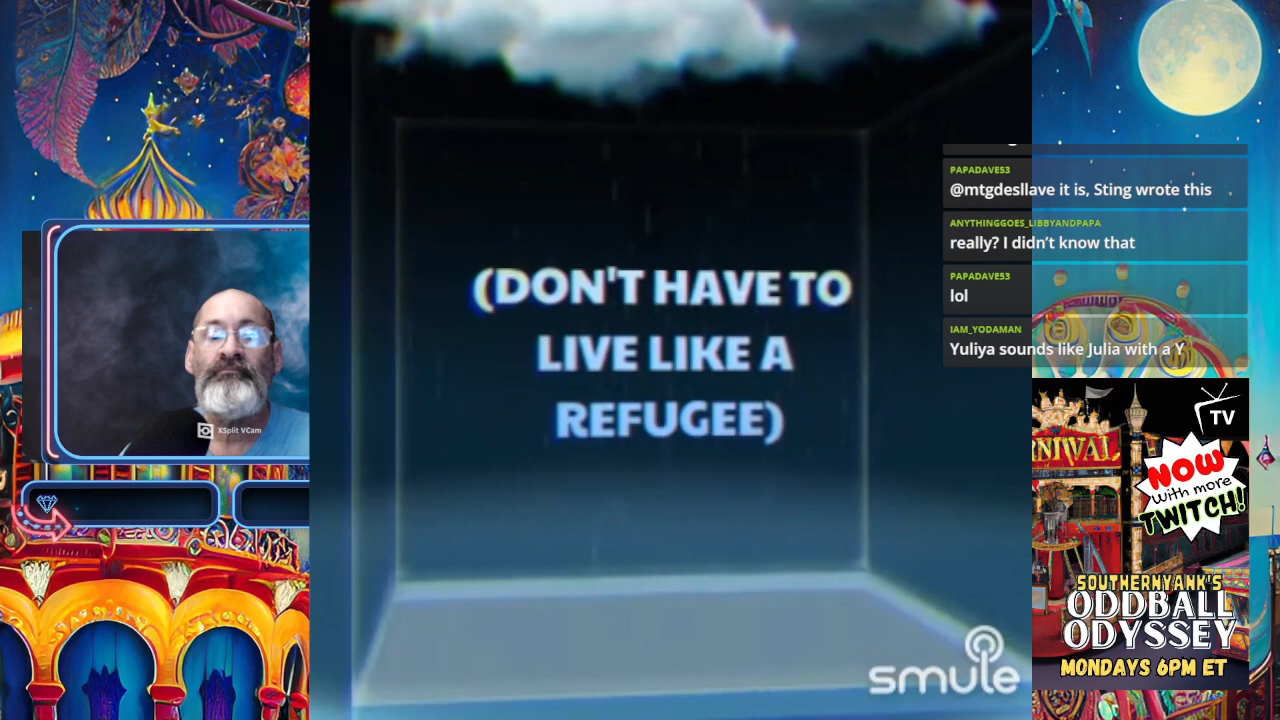 (DON'T HAVE TO
LIVE LIKE A
REFUGEE)
smule
XSplit VCam
PAPADAVE53
@mtgdesllave it is, Sting wrote this
ANYTHINGGOES_LIBBYANDPAPA
really? I didn't know that
PAPADAVE53
lol
IAM_YODAMAN
Yuliya sounds like Julia with a Y
TV
RNIVAL
NOW
with more
TWITCH!
SOUTHERNYANK'S
ODDBALL
ODYSSEY
MONDAYS 6PM ET